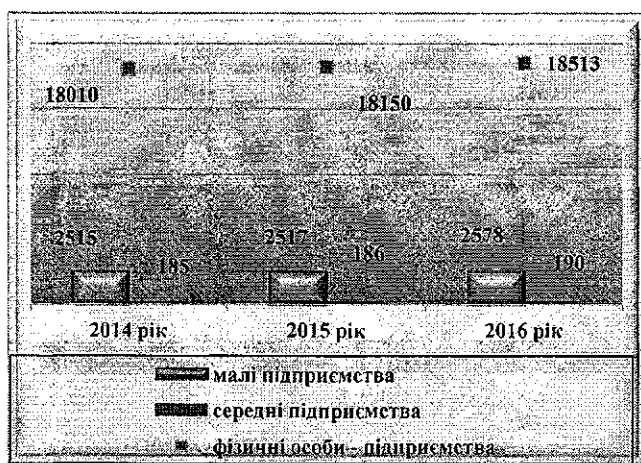 18513
18010
18150
2515
2517
2578
185
186
190
2014 рік
2015 рік
2016 рік
малі підприємства
середні підприємства
фізичні особи - підприємства